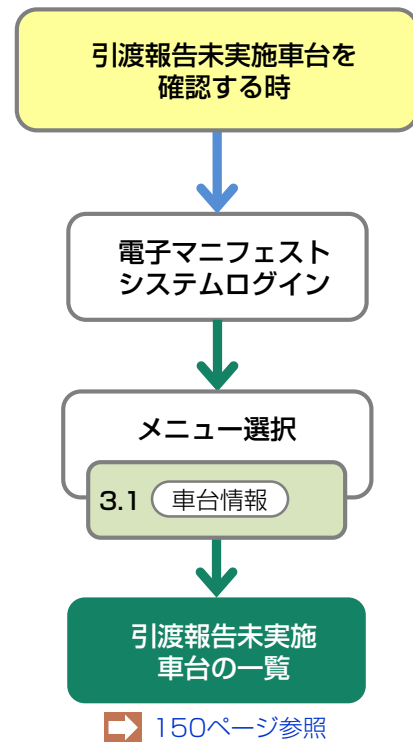 引渡報告未実施車台を
確認する時
電子マニフェスト
システムログイン
メニュー選択
3.1 車台情報
引渡報告未実施
車台の一覧
150ページ参照